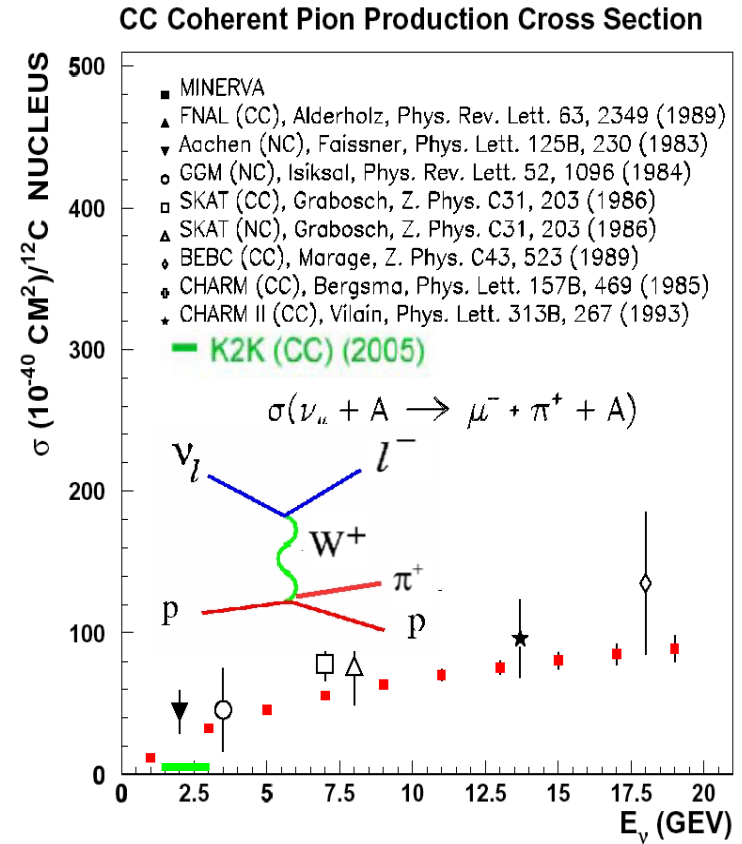 CC Coherent Pion Production Cross Section
σ (10⁻⁴⁰ CM²)/¹²C NUCLEUS
500
400
300
200
100
0
MINERVA
FNAL (CC), Alderholz, Phys. Rev. Lett. 63, 2349 (1989)
Aachen (NC), Faissner, Phys. Lett. 125B, 230 (1983)
GGM (NC), Isiksal, Phys. Rev. Lett. 52, 1096 (1984)
SKAT (CC), Grabosch, Z. Phys. C31, 203 (1986)
SKAT (NC), Grabosch, Z. Phys. C31, 203 (1986)
BEBC (CC), Marage, Z. Phys. C43, 523 (1989)
CHARM (CC), Bergsma, Phys. Lett. 157B, 469 (1985)
CHARM II (CC), Vilain, Phys. Lett. 313B, 267 (1993)
K2K (CC) (2005)
σ(ν_μ + A → μ⁻ + π⁺ + A)
ν_l
l⁻
W⁺
π⁺
p
p
0 2.5 5 7.5 10 12.5 15 17.5 20
E_ν (GEV)